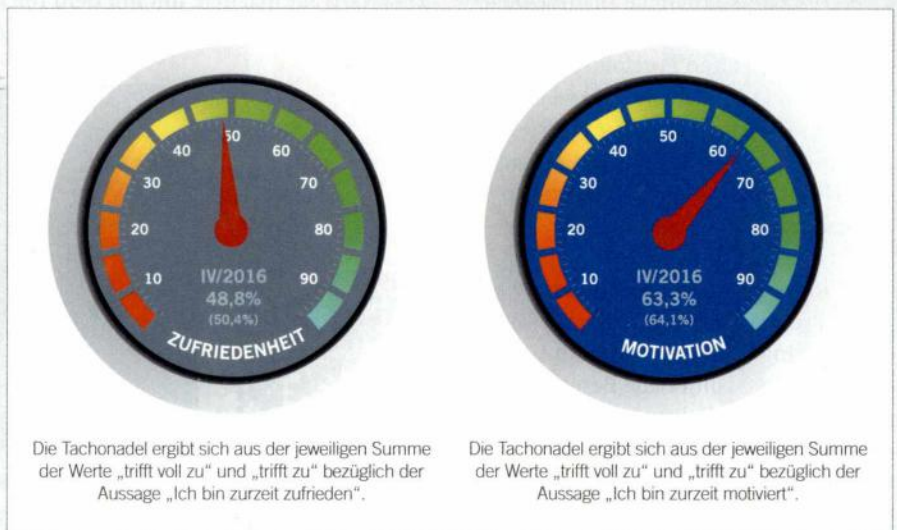 50
40
60
30
70
20
80
10
90
IV/2016
48,8%
(50,4%)
ZUFRIEDENHEIT
50
40
60
30
70
20
80
10
90
IV/2016
63,3%
(64,1%)
MOTIVATION
Die Tachonadel ergibt sich aus der jeweiligen Summe
der Werte „trifft voll zu“ und „trifft zu“ bezüglich der
Aussage „Ich bin zurzeit zufrieden“.
Die Tachonadel ergibt sich aus der jeweiligen Summe
der Werte „trifft voll zu“ und „trifft zu“ bezüglich der
Aussage „Ich bin zurzeit motiviert“.